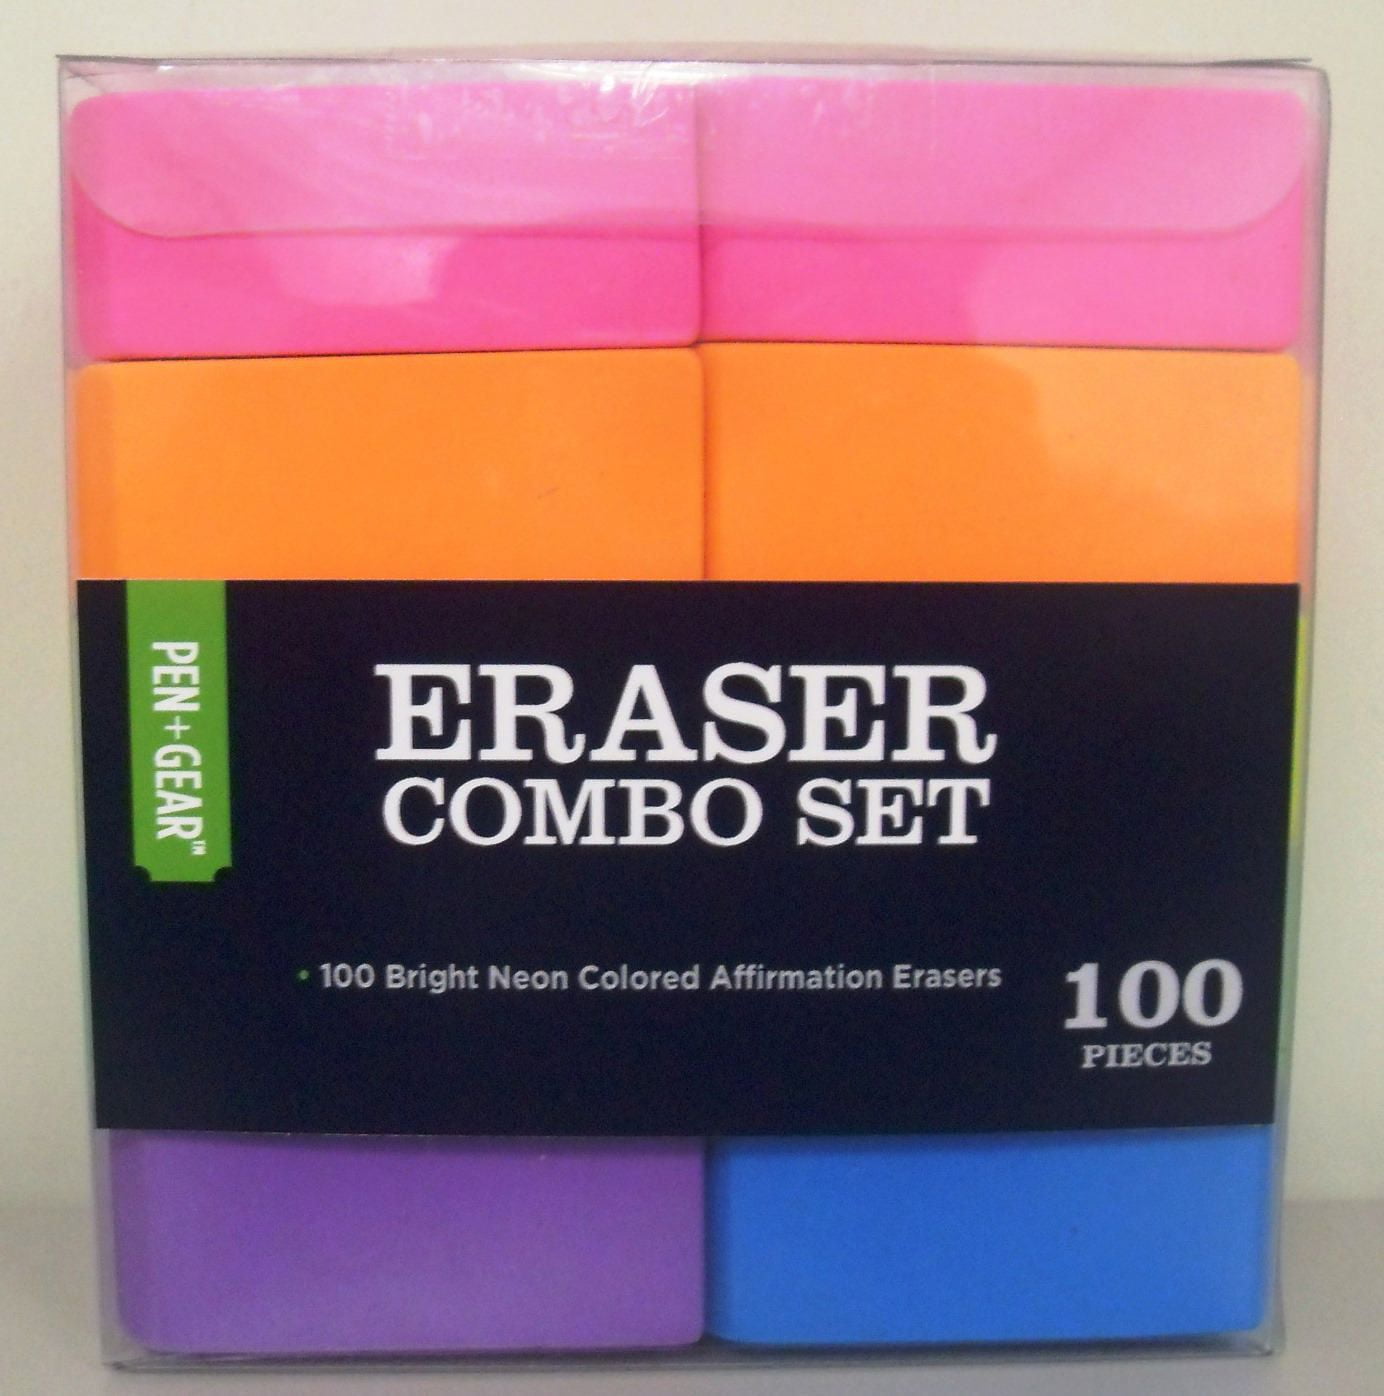 PEN+GEAR™
ERASER
COMBO SET
• 100 Bright Neon Colored Affirmation Erasers
100
PIECES